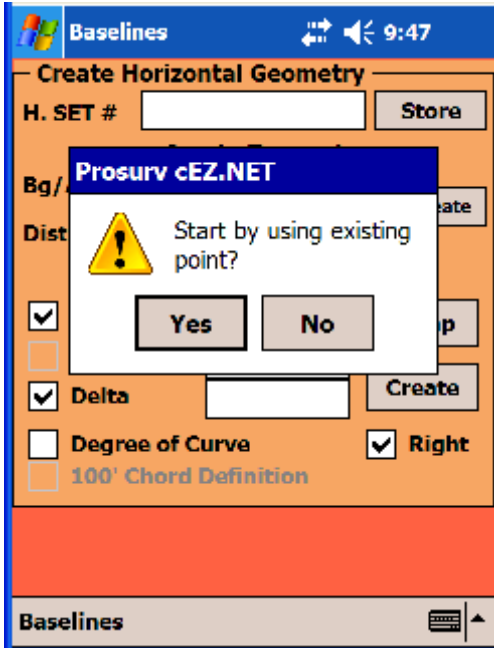 Baselines 9:47
Create Horizontal Geometry
H. SET # Store
Prosurv cEZ.NET
Bg/
Start by using existing
Dist
point?
Yes No
Delta Create
Degree of Curve Right
100' Chord Definition
Baselines